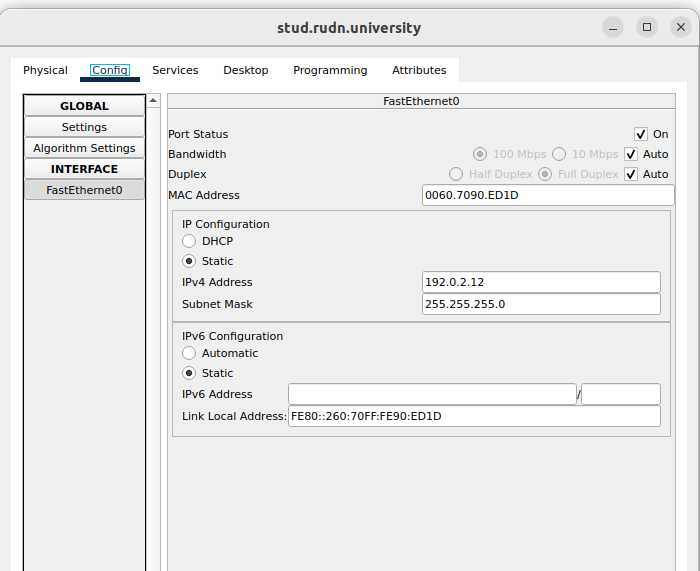 stud.rudn.university
Physical Config Services Desktop Programming Attributes
GLOBAL
Settings
Algorithm Settings
INTERFACE
FastEthernet0
FastEthernet0
Port Status On
Bandwidth 100 Mbps 10 Mbps Auto
Duplex Half Duplex Full Duplex Auto
MAC Address 0060.7090.ED1D
IP Configuration
DHCP
Static
IPv4 Address 192.0.2.12
Subnet Mask 255.255.255.0
IPv6 Configuration
Automatic
Static
IPv6 Address /
Link Local Address: FE80::260:70FF:FE90:ED1D